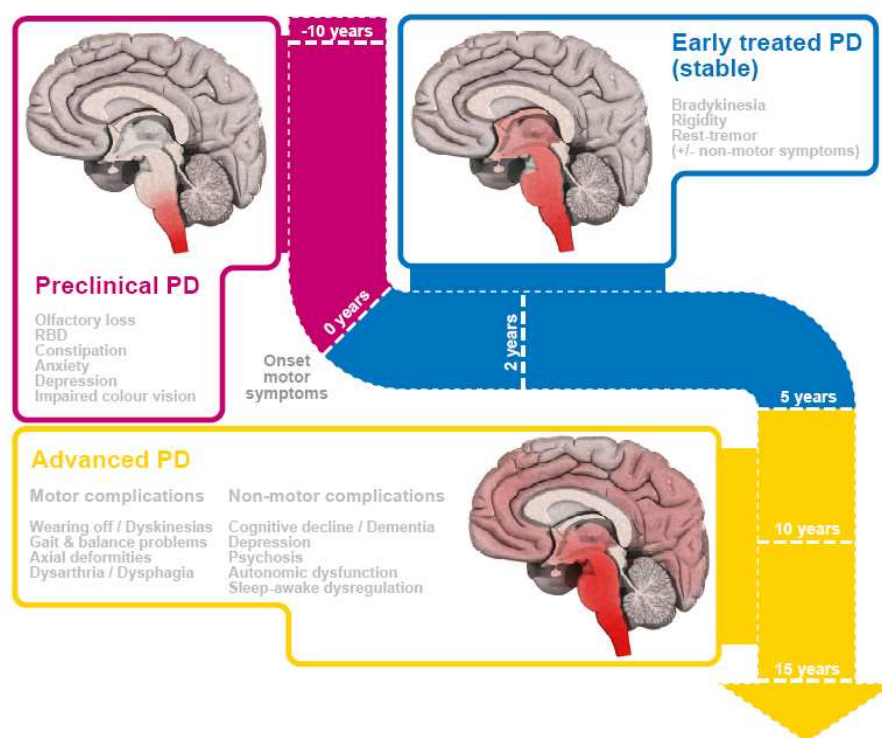 -10 years
Preclinical PD
Olfactory loss
RBD
Constipation
Anxiety
Depression
Impaired colour vision
0 years
Onset
motor
symptoms
Early treated PD
(stable)
Bradykinesia
Rigidity
Rest-tremor
(+/- non-motor symptoms)
2 years
5 years
Advanced PD
Motor complications
Wearing off / Dyskinesias
Gait & balance problems
Axial deformities
Dysarthria / Dysphagia
Non-motor complications
Cognitive decline / Dementia
Depression
Psychosis
Autonomic dysfunction
Sleep-awake dysregulation
10 years
15 years